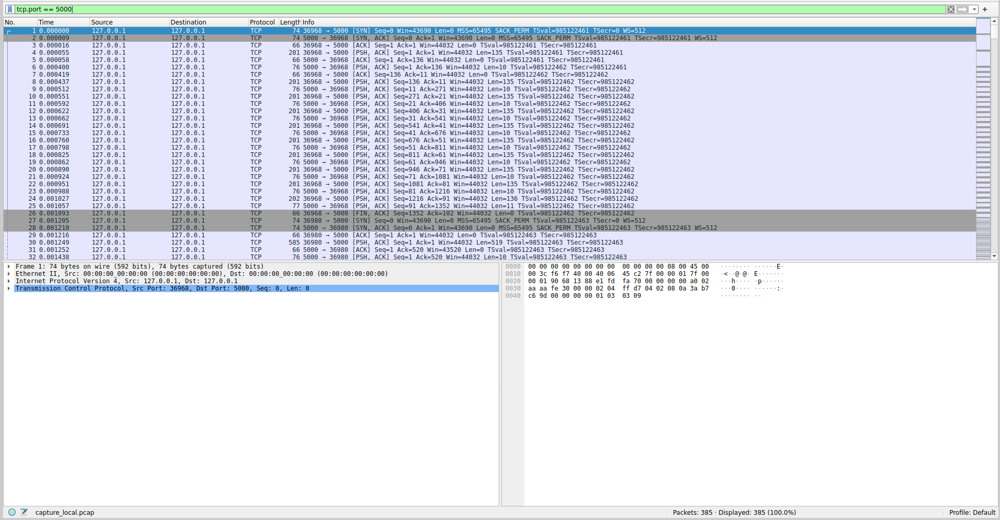 tcp.port == 5000
No. Time Source Destination Protocol Length Info
1 0.000000 127.0.0.1 127.0.0.1 TCP 74 36968 → 5000 [SYN] Seq=0 Win=43690 Len=0 MSS=65495 SACK_PERM TSval=985122461 TSecr=0 WS=512
2 0.000009 127.0.0.1 127.0.0.1 TCP 74 5000 → 36968 [SYN, ACK] Seq=0 Ack=1 Win=43690 Len=0 MSS=65495 SACK_PERM TSval=985122461 TSecr=985122461 WS=512
3 0.000016 127.0.0.1 127.0.0.1 TCP 66 36968 → 5000 [ACK] Seq=1 Ack=1 Win=44032 Len=0 TSval=985122461 TSecr=985122461
4 0.000055 127.0.0.1 127.0.0.1 TCP 201 36968 → 5000 [PSH, ACK] Seq=1 Ack=1 Win=44032 Len=135 TSval=985122461 TSecr=985122461
5 0.000058 127.0.0.1 127.0.0.1 TCP 66 5000 → 36968 [ACK] Seq=1 Ack=136 Win=44032 Len=0 TSval=985122461 TSecr=985122461
6 0.000400 127.0.0.1 127.0.0.1 TCP 76 5000 → 36968 [PSH, ACK] Seq=1 Ack=136 Win=44032 Len=10 TSval=985122462 TSecr=985122461
7 0.000419 127.0.0.1 127.0.0.1 TCP 66 36968 → 5000 [ACK] Seq=136 Ack=11 Win=44032 Len=0 TSval=985122462 TSecr=985122462
8 0.000437 127.0.0.1 127.0.0.1 TCP 201 36968 → 5000 [PSH, ACK] Seq=136 Ack=11 Win=44032 Len=135 TSval=985122462 TSecr=985122462
9 0.000512 127.0.0.1 127.0.0.1 TCP 76 5000 → 36968 [PSH, ACK] Seq=11 Ack=271 Win=44032 Len=10 TSval=985122462 TSecr=985122462
10 0.000551 127.0.0.1 127.0.0.1 TCP 201 36968 → 5000 [PSH, ACK] Seq=271 Ack=21 Win=44032 Len=135 TSval=985122462 TSecr=985122462
11 0.000592 127.0.0.1 127.0.0.1 TCP 76 5000 → 36968 [PSH, ACK] Seq=21 Ack=406 Win=44032 Len=10 TSval=985122462 TSecr=985122462
12 0.000622 127.0.0.1 127.0.0.1 TCP 201 36968 → 5000 [PSH, ACK] Seq=406 Ack=31 Win=44032 Len=135 TSval=985122462 TSecr=985122462
13 0.000662 127.0.0.1 127.0.0.1 TCP 76 5000 → 36968 [PSH, ACK] Seq=31 Ack=541 Win=44032 Len=10 TSval=985122462 TSecr=985122462
14 0.000691 127.0.0.1 127.0.0.1 TCP 201 36968 → 5000 [PSH, ACK] Seq=541 Ack=41 Win=44032 Len=135 TSval=985122462 TSecr=985122462
15 0.000733 127.0.0.1 127.0.0.1 TCP 76 5000 → 36968 [PSH, ACK] Seq=41 Ack=676 Win=44032 Len=10 TSval=985122462 TSecr=985122462
16 0.000760 127.0.0.1 127.0.0.1 TCP 201 36968 → 5000 [PSH, ACK] Seq=676 Ack=51 Win=44032 Len=135 TSval=985122462 TSecr=985122462
17 0.000798 127.0.0.1 127.0.0.1 TCP 76 5000 → 36968 [PSH, ACK] Seq=51 Ack=811 Win=44032 Len=10 TSval=985122462 TSecr=985122462
18 0.000825 127.0.0.1 127.0.0.1 TCP 201 36968 → 5000 [PSH, ACK] Seq=811 Ack=61 Win=44032 Len=135 TSval=985122462 TSecr=985122462
19 0.000862 127.0.0.1 127.0.0.1 TCP 76 5000 → 36968 [PSH, ACK] Seq=61 Ack=946 Win=44032 Len=10 TSval=985122462 TSecr=985122462
20 0.000890 127.0.0.1 127.0.0.1 TCP 201 36968 → 5000 [PSH, ACK] Seq=946 Ack=71 Win=44032 Len=135 TSval=985122462 TSecr=985122462
21 0.000924 127.0.0.1 127.0.0.1 TCP 76 5000 → 36968 [PSH, ACK] Seq=71 Ack=1081 Win=44032 Len=10 TSval=985122462 TSecr=985122462
22 0.000951 127.0.0.1 127.0.0.1 TCP 201 36968 → 5000 [PSH, ACK] Seq=1081 Ack=81 Win=44032 Len=135 TSval=985122462 TSecr=985122462
23 0.000988 127.0.0.1 127.0.0.1 TCP 76 5000 → 36968 [PSH, ACK] Seq=81 Ack=1216 Win=44032 Len=10 TSval=985122462 TSecr=985122462
24 0.001027 127.0.0.1 127.0.0.1 TCP 202 36968 → 5000 [PSH, ACK] Seq=1216 Ack=91 Win=44032 Len=136 TSval=985122462 TSecr=985122462
25 0.001057 127.0.0.1 127.0.0.1 TCP 77 5000 → 36968 [PSH, ACK] Seq=91 Ack=1352 Win=44032 Len=11 TSval=985122462 TSecr=985122462
26 0.001093 127.0.0.1 127.0.0.1 TCP 66 36968 → 5000 [FIN, ACK] Seq=1352 Ack=102 Win=44032 Len=0 TSval=985122462 TSecr=985122462
27 0.001205 127.0.0.1 127.0.0.1 TCP 74 36980 → 5000 [SYN] Seq=0 Win=43690 Len=0 MSS=65495 SACK_PERM TSval=985122463 TSecr=0 WS=512
28 0.001210 127.0.0.1 127.0.0.1 TCP 74 5000 → 36980 [SYN, ACK] Seq=0 Ack=1 Win=43690 Len=0 MSS=65495 SACK_PERM TSval=985122463 TSecr=985122463 WS=512
29 0.001216 127.0.0.1 127.0.0.1 TCP 66 36980 → 5000 [ACK] Seq=1 Ack=1 Win=44032 Len=0 TSval=985122463 TSecr=985122463
30 0.001249 127.0.0.1 127.0.0.1 TCP 585 36980 → 5000 [PSH, ACK] Seq=1 Ack=1 Win=44032 Len=519 TSval=985122463 TSecr=985122463
31 0.001252 127.0.0.1 127.0.0.1 TCP 66 5000 → 36980 [ACK] Seq=1 Ack=520 Win=43520 Len=0 TSval=985122463 TSecr=985122463
32 0.001438 127.0.0.1 127.0.0.1 TCP 76 5000 → 36980 [PSH, ACK] Seq=1 Ack=520 Win=44032 Len=10 TSval=985122463 TSecr=985122463
Frame 1: 74 bytes on wire (592 bits), 74 bytes captured (592 bits)
Ethernet II, Src: 00:00:00_00:00:00 (00:00:00:00:00:00), Dst: 00:00:00_00:00:00 (00:00:00:00:00:00)
Internet Protocol Version 4, Src: 127.0.0.1, Dst: 127.0.0.1
Transmission Control Protocol, Src Port: 36968, Dst Port: 5000, Seq: 0, Len: 0
0000 00 00 00 00 00 00 00 00 00 00 00 00 08 00 45 00 ········ ······E·
0010 00 3c f6 f7 40 00 40 06 45 c2 7f 00 00 01 7f 00 ·<··@·@· E·······
0020 00 01 90 68 13 88 e1 fd fa 70 00 00 00 00 a0 02 ···h···· ·p······
0030 aa aa fe 30 00 00 02 04 ff d7 04 02 08 0a 3a b7 ···0···· ······:·
0040 c6 9d 00 00 00 00 01 03 03 09 ········ ··
capture_local.pcap
Packets: 385 · Displayed: 385 (100.0%)
Profile: Default